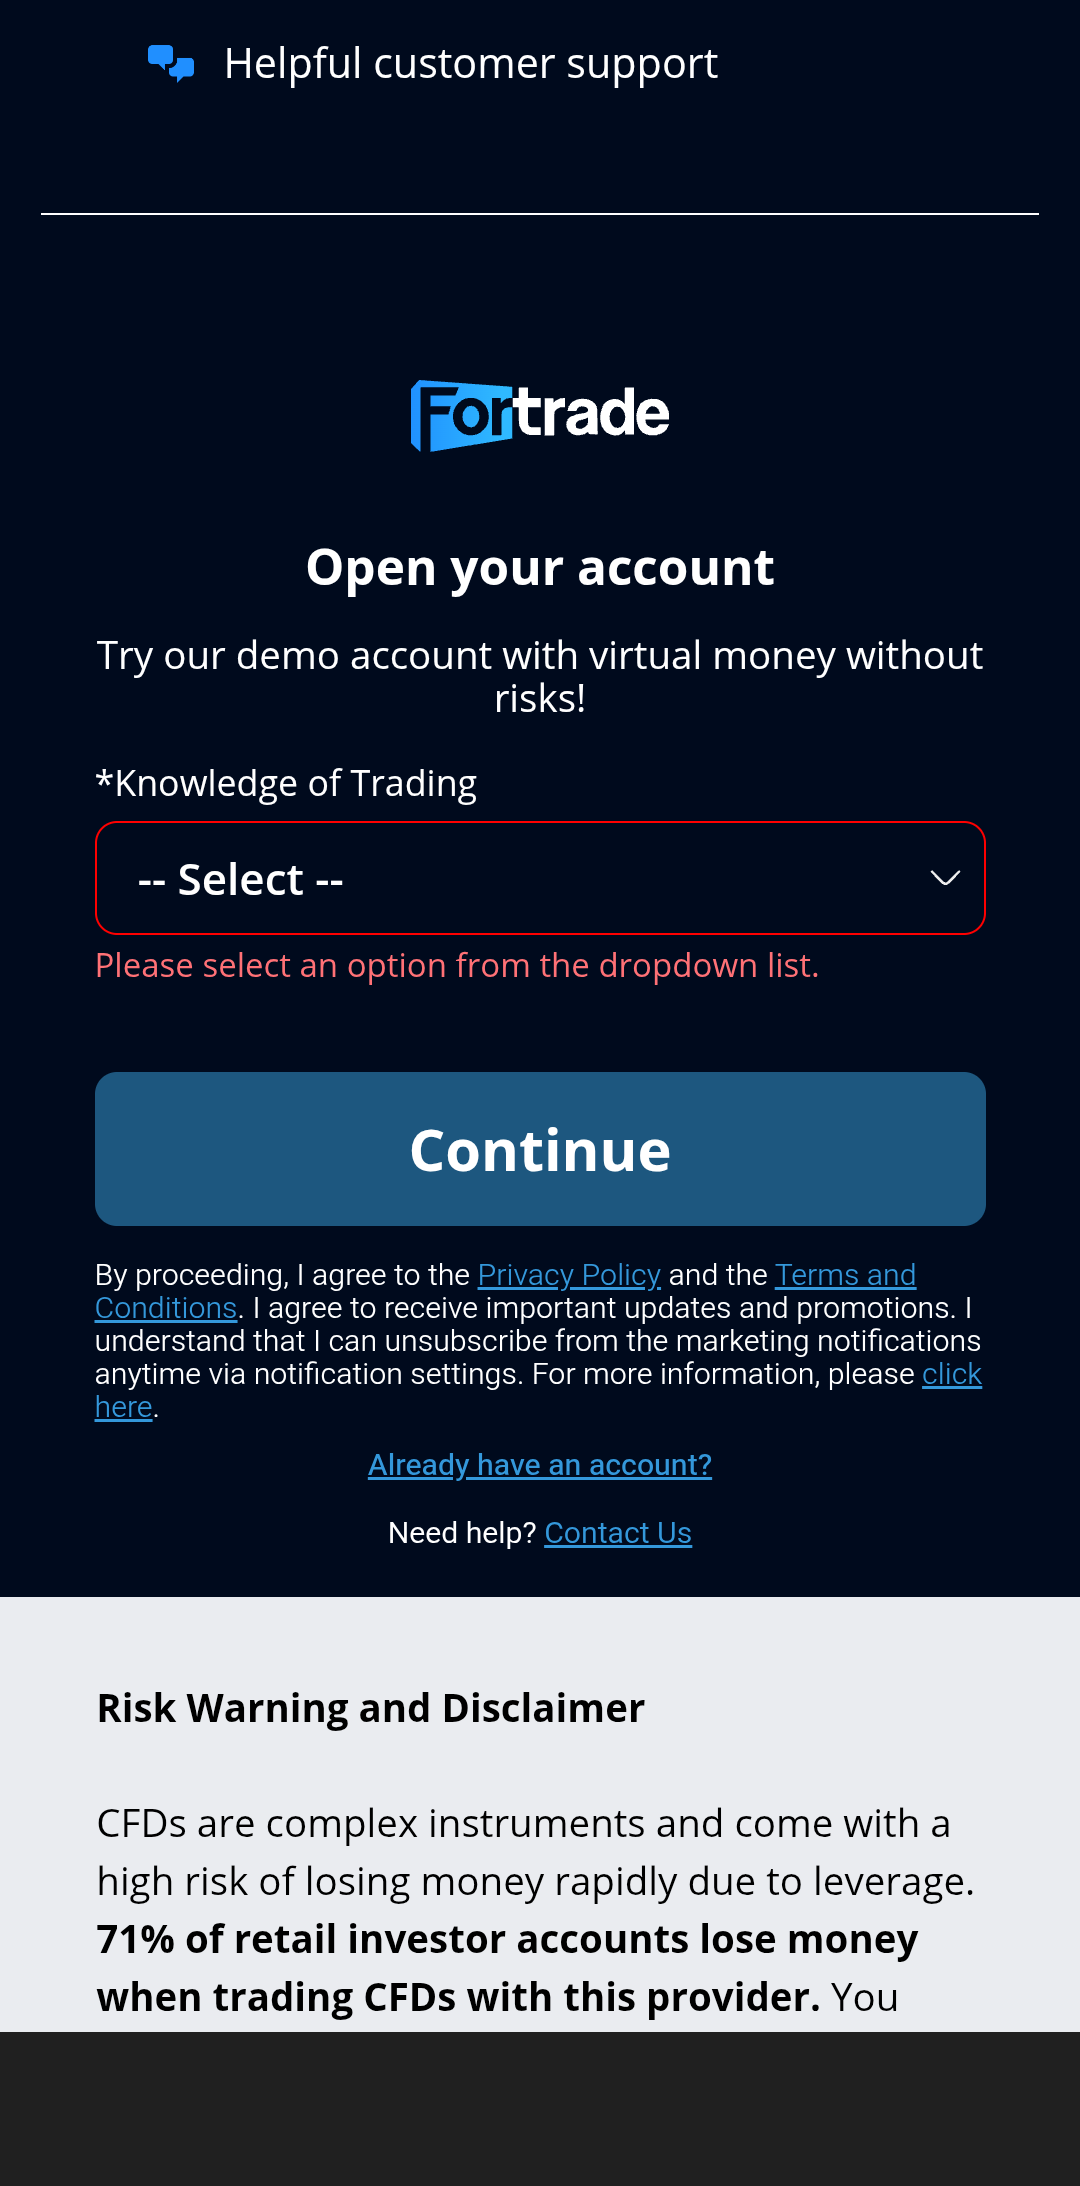 Helpful customer support
Fortrade
Open your account
Try our demo account with virtual money without
risks!
*Knowledge of Trading
-- Select --
Please select an option from the dropdown list.
Continue
By proceeding, I agree to the Privacy Policy and the Terms and
Conditions. I agree to receive important updates and promotions. I
understand that I can unsubscribe from the marketing notifications
anytime via notification settings. For more information, please click
here.
Already have an account?
Need help? Contact Us
Risk Warning and Disclaimer
CFDs are complex instruments and come with a
high risk of losing money rapidly due to leverage.
71% of retail investor accounts lose money
when trading CFDs with this provider. You